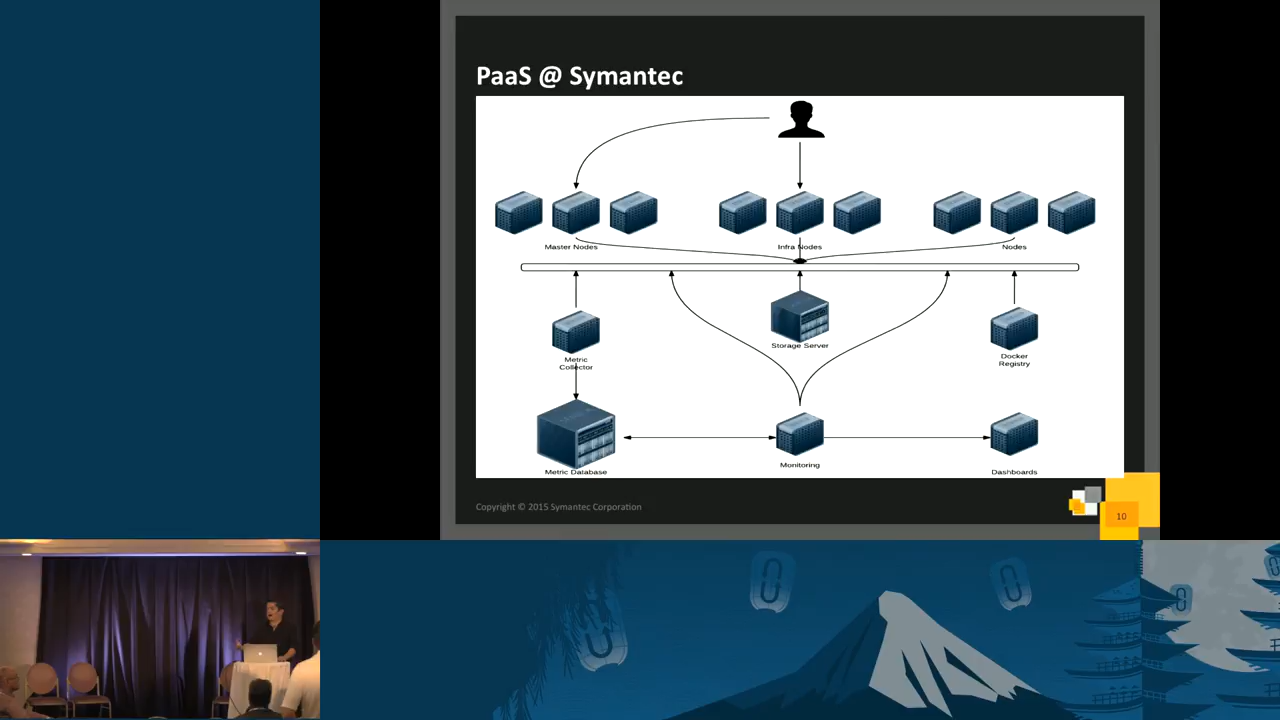 PaaS @ Symantec
Master Nodes
Infra Nodes
Nodes
Storage Server
Metric
Collector
Docker
Registry
Metric Database
Monitoring
Dashboards
Copyright © 2015 Symantec Corporation
10